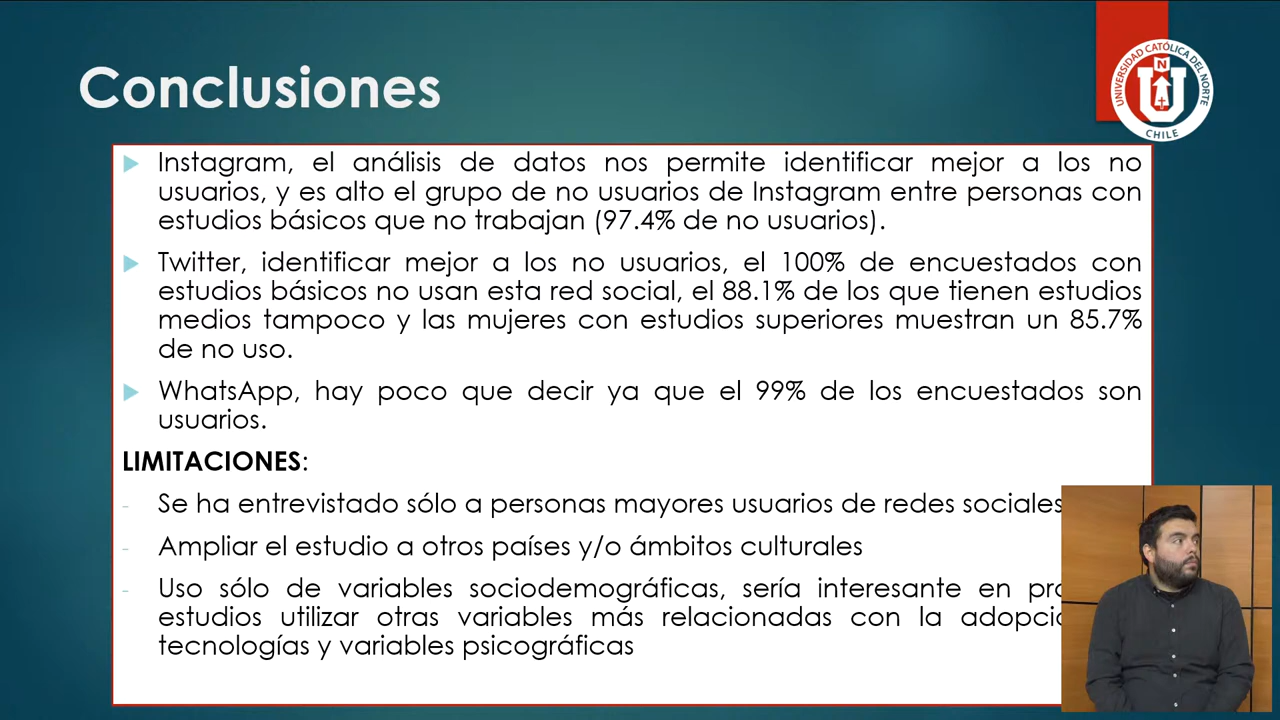 Conclusiones
UNIVERSIDAD CATÓLICA DEL NORTE
N
CHILE
Instagram, el análisis de datos nos permite identificar mejor a los no
usuarios, y es alto el grupo de no usuarios de Instagram entre personas con
estudios básicos que no trabajan (97.4% de no usuarios).
Twitter, identificar mejor a los no usuarios, el 100% de encuestados con
estudios básicos no usan esta red social, el 88.1% de los que tienen estudios
medios tampoco y las mujeres con estudios superiores muestran un 85.7%
de no uso.
WhatsApp, hay poco que decir ya que el 99% de los encuestados son
usuarios.
LIMITACIONES:
- Se ha entrevistado sólo a personas mayores usuarios de redes sociales
- Ampliar el estudio a otros países y/o ámbitos culturales
- Uso sólo de variables sociodemográficas, sería interesante en
estudios utilizar otras variables más relacionadas con la
tecnologías y variables psicográficas